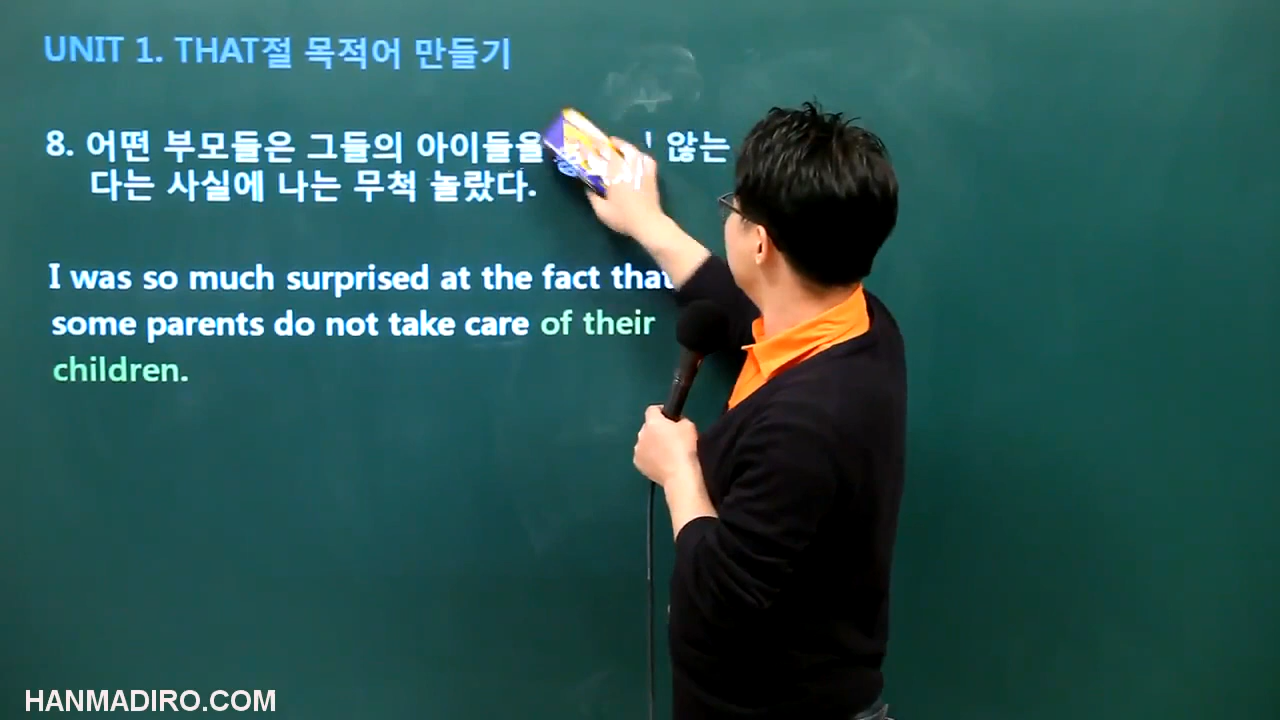 UNIT 1. THAT절 목적어 만들기
8. 어떤 부모들은 그들의 아이들을 않는
다는 사실에 나는 무척 놀랐다.
I was so much surprised at the fact that
some parents do not take care of their
children.
HANMADIRO.COM